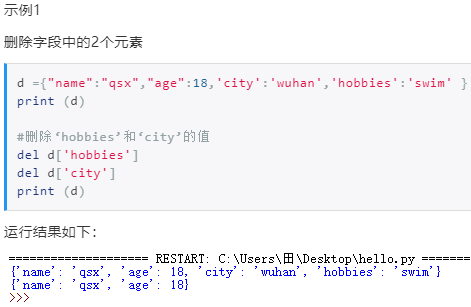 示例1
删除字段中的2个元素
d ={"name":"qsx","age":18,'city':'wuhan','hobbies':'swim' }
print (d)
#删除‘hobbies’和‘city’的值
del d['hobbies']
del d['city']
print (d)
运行结果如下：
==================== RESTART: C:\Users\田\Desktop\hello.py =======
{'name': 'qsx', 'age': 18, 'city': 'wuhan', 'hobbies': 'swim'}
{'name': 'qsx', 'age': 18}
>>>